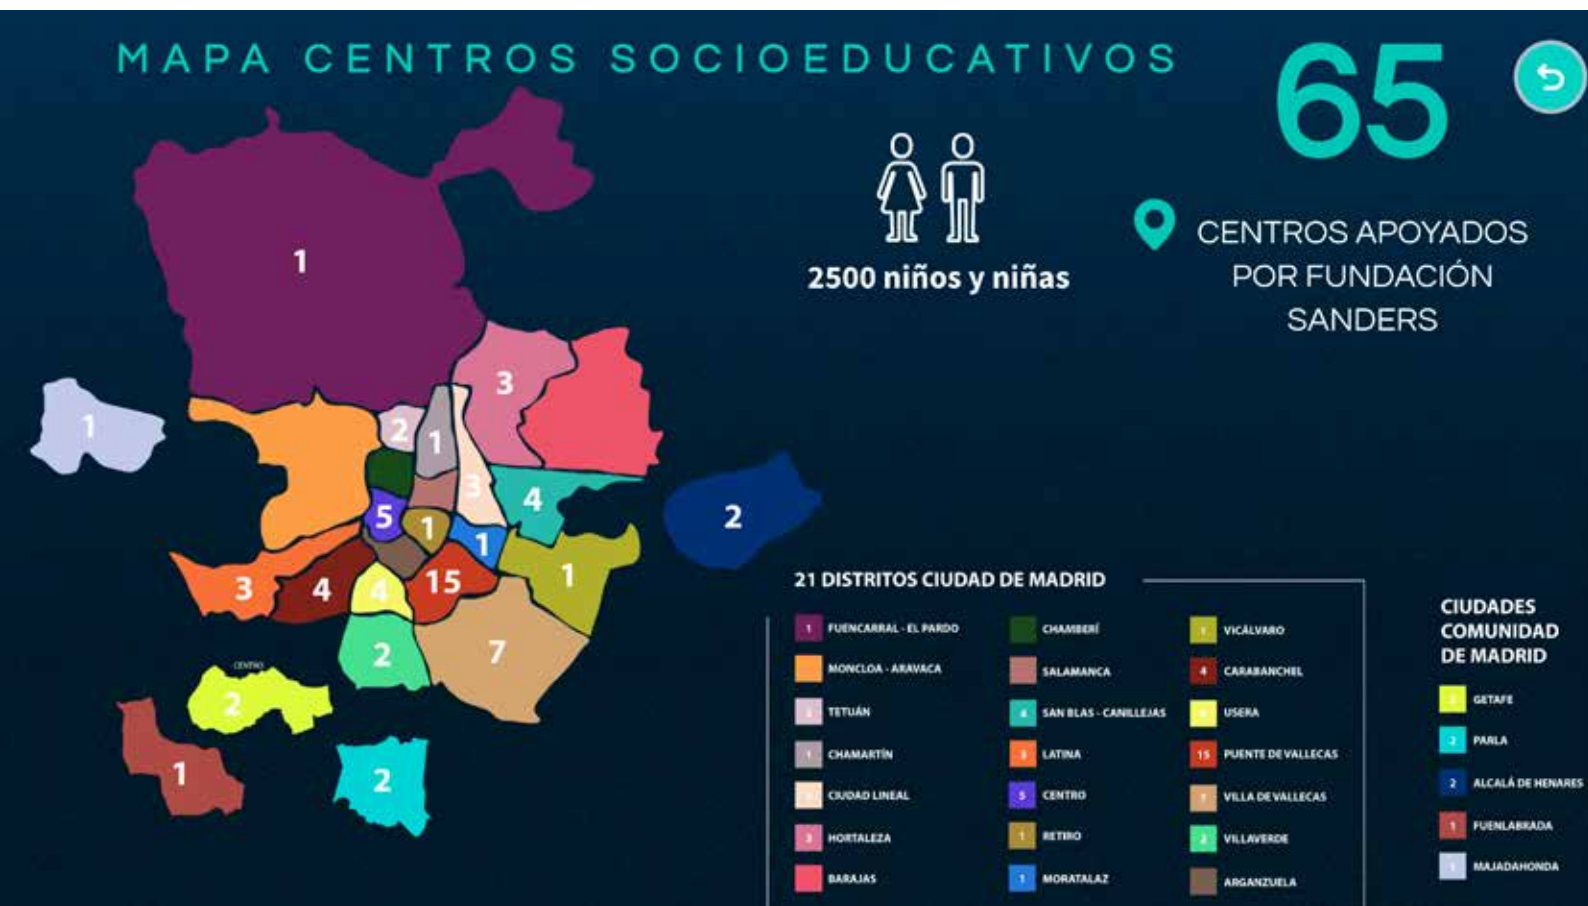 MAPA CENTROS SOCIOEDUCATIVOS
65
2500 niños y niñas
CENTROS APOYADOS
POR FUNDACIÓN
SANDERS
1
3
1
2
1
3
4
5
1
1
2
3
4
4
15
1
2
7
CENTRO
2
1
2
21 DISTRITOS CIUDAD DE MADRID
1 FUENCARRAL - EL PARDO
MONCLOA - ARAVACA
2 TETUÁN
1 CHAMARTÍN
CIUDAD LINEAL
3 HORTALEZA
BARAJAS
CHAMBERÍ
SALAMANCA
4 SAN BLAS - CANILLEJAS
3 LATINA
5 CENTRO
1 RETIRO
1 MORATALAZ
1 VICÁLVARO
4 CARABANCHEL
USERA
15 PUENTE DE VALLECAS
7 VILLA DE VALLECAS
2 VILLAVERDE
ARGANZUELA
CIUDADES
COMUNIDAD
DE MADRID
GETAFE
2 PARLA
2 ALCALÁ DE HENARES
1 FUENLABRADA
1 MAJADAHONDA